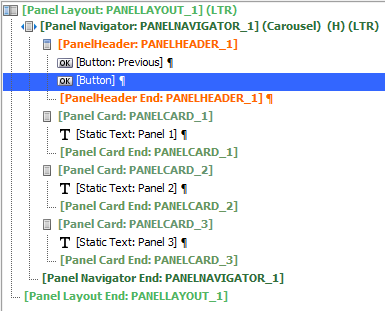 [Panel Layout: PANELLAYOUT_1] (LTR)
[Panel Navigator: PANELNAVIGATOR_1] (Carousel) (H) (LTR)
[PanelHeader: PANELHEADER_1]
OK [Button: Previous] ¶
OK [Button] ¶
[PanelHeader End: PANELHEADER_1] ¶
[Panel Card: PANELCARD_1]
T [Static Text: Panel 1] ¶
[Panel Card End: PANELCARD_1]
[Panel Card: PANELCARD_2]
T [Static Text: Panel 2] ¶
[Panel Card End: PANELCARD_2]
[Panel Card: PANELCARD_3]
T [Static Text: Panel 3] ¶
[Panel Card End: PANELCARD_3]
[Panel Navigator End: PANELNAVIGATOR_1]
[Panel Layout End: PANELLAYOUT_1]